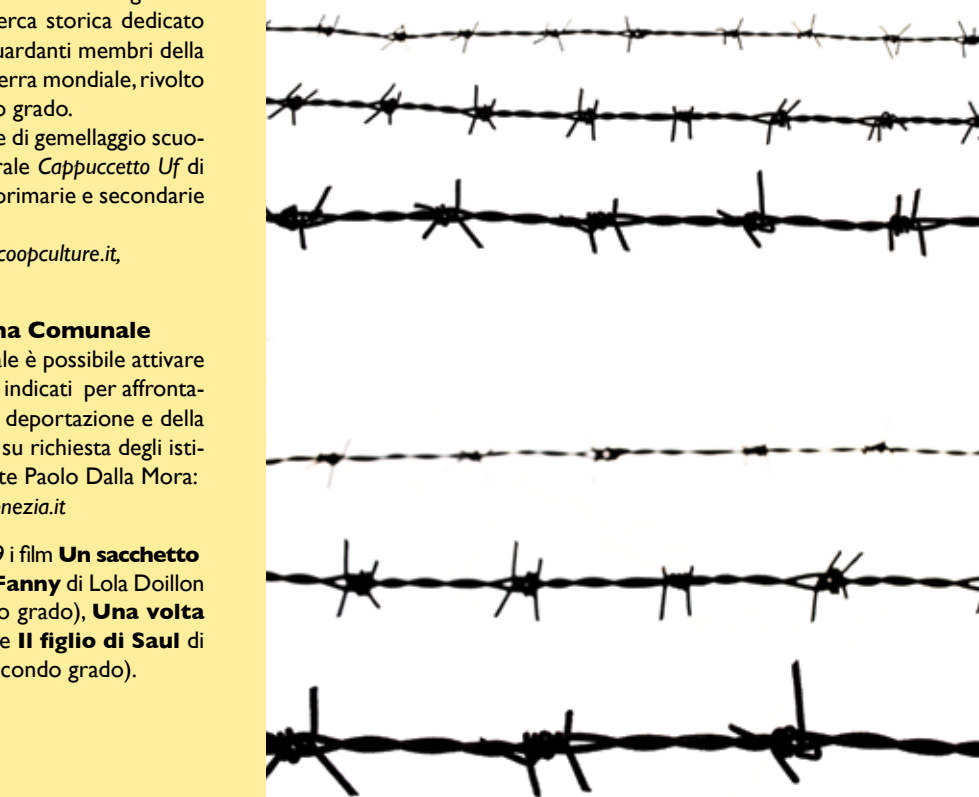 erca storica dedicato
uardanti membri della
erra mondiale, rivolto
o grado.
e di gemellaggio scuo-
rale Cappuccetto Uf di
primarie e secondarie
coopculture.it,
na Comunale
ale è possibile attivare
indicati per affronta-
deportazione e della
su richiesta degli isti-
te Paolo Dalla Mora:
nezia.it
9 i film Un sacchetto
Fanny di Lola Doillon
o grado), Una volta
e Il figlio di Saul di
condo grado).